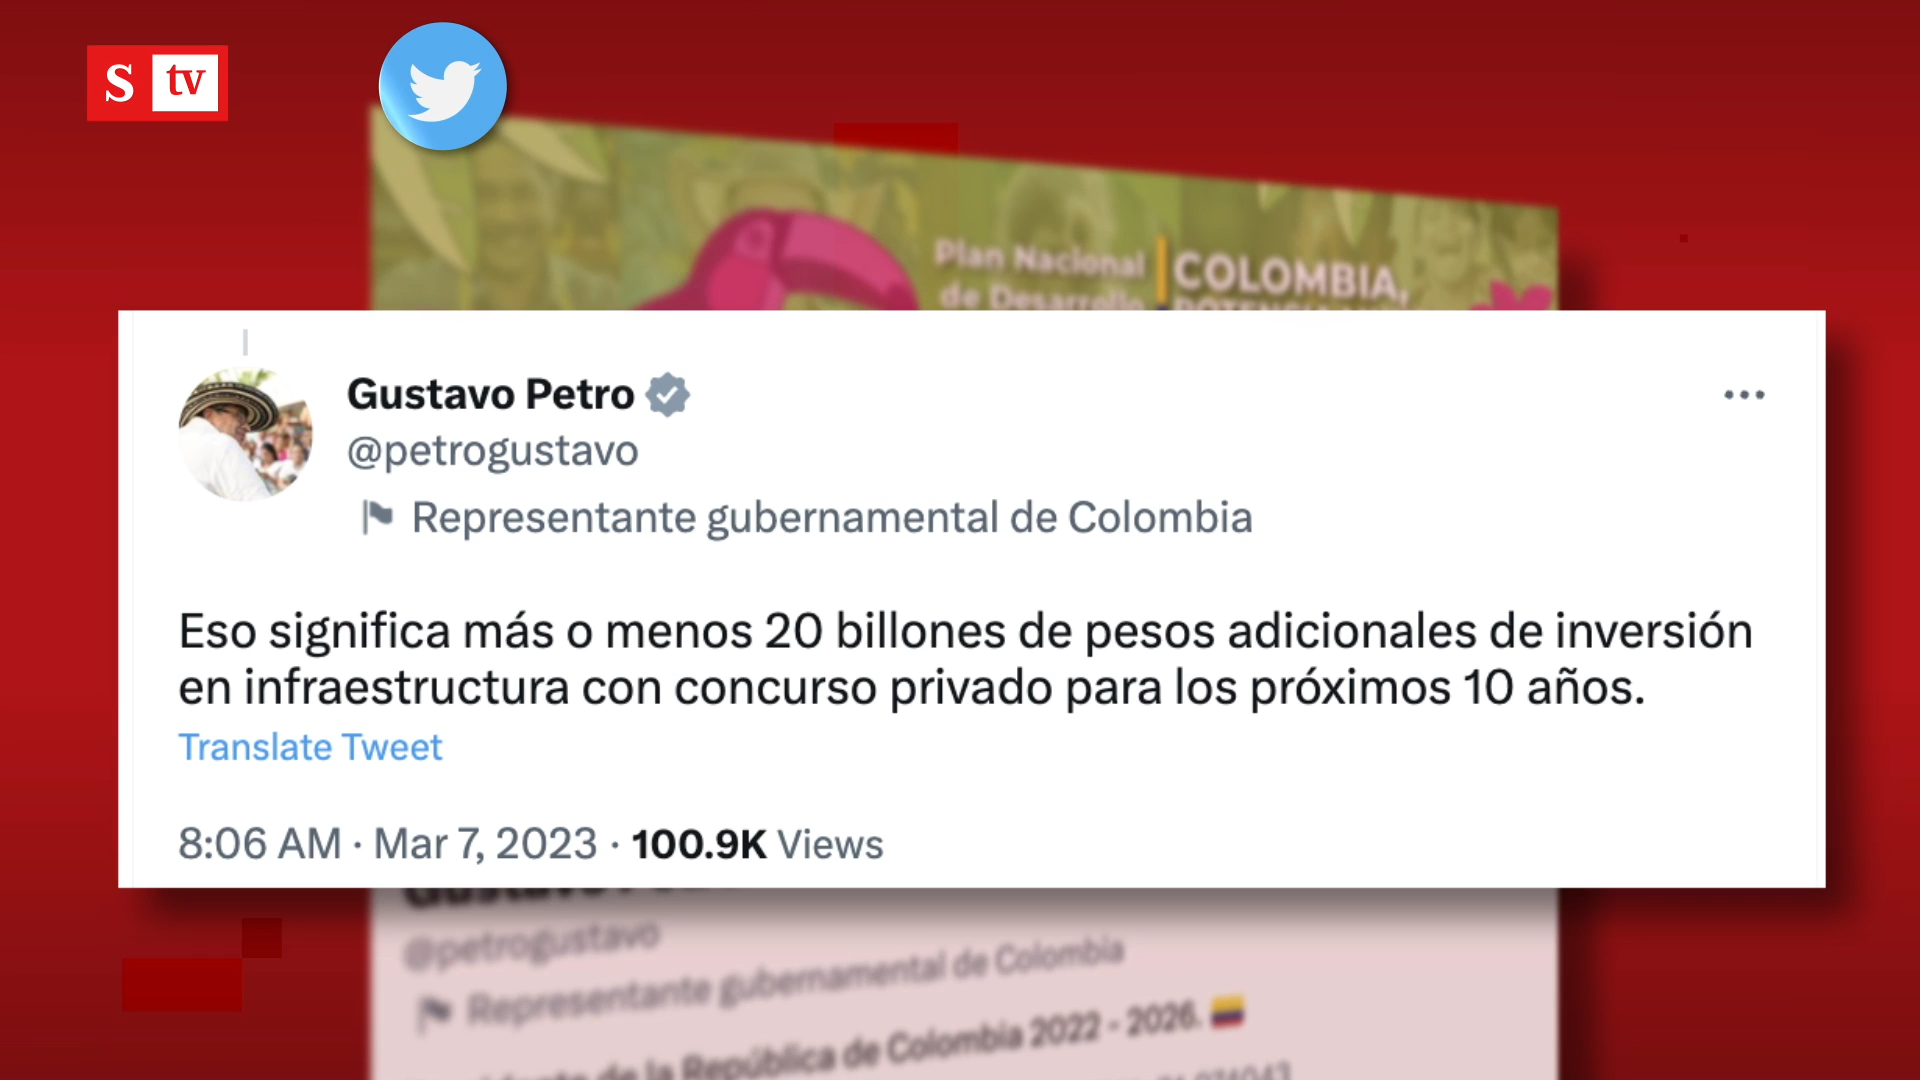 S tv
Plan Nacional
de Desarrollo
COLOMBIA,
Gustavo Petro
@petrogustavo
Representante gubernamental de Colombia
Eso significa más o menos 20 billones de pesos adicionales de inversión
en infraestructura con concurso privado para los próximos 10 años.
Translate Tweet
8:06 AM · Mar 7, 2023 · 100.9K Views
@petrogustavo
Representante gubernamental de Colombia
de la República de Colombia 2022 - 2026.